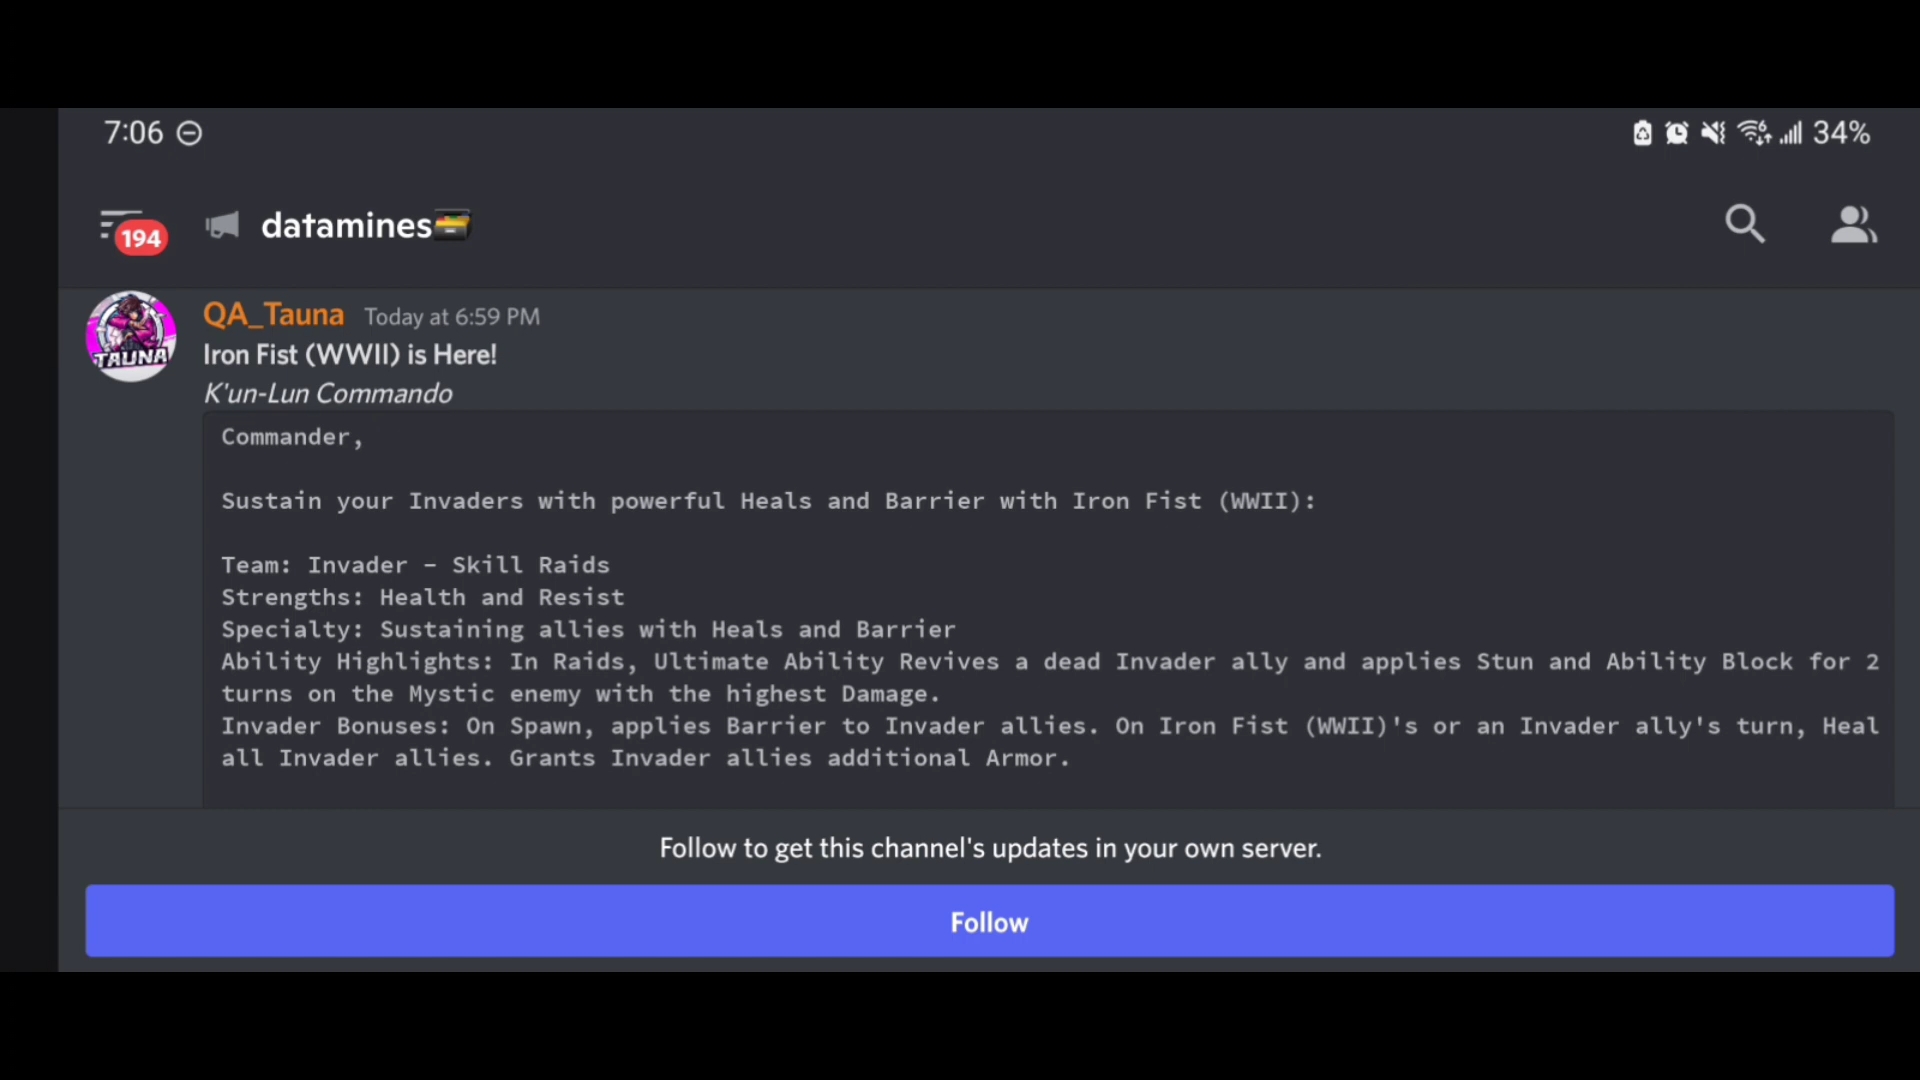 7:06
34%
194
datamines
TAUNA
QA_Tauna Today at 6:59 PM
Iron Fist (WWII) is Here!
K'un-Lun Commando
Commander,
Sustain your Invaders with powerful Heals and Barrier with Iron Fist (WWII):
Team: Invader – Skill Raids
Strengths: Health and Resist
Specialty: Sustaining allies with Heals and Barrier
Ability Highlights: In Raids, Ultimate Ability Revives a dead Invader ally and applies Stun and Ability Block for 2
turns on the Mystic enemy with the highest Damage.
Invader Bonuses: On Spawn, applies Barrier to Invader allies. On Iron Fist (WWII)'s or an Invader ally's turn, Heal
all Invader allies. Grants Invader allies additional Armor.
Follow to get this channel's updates in your own server.
Follow